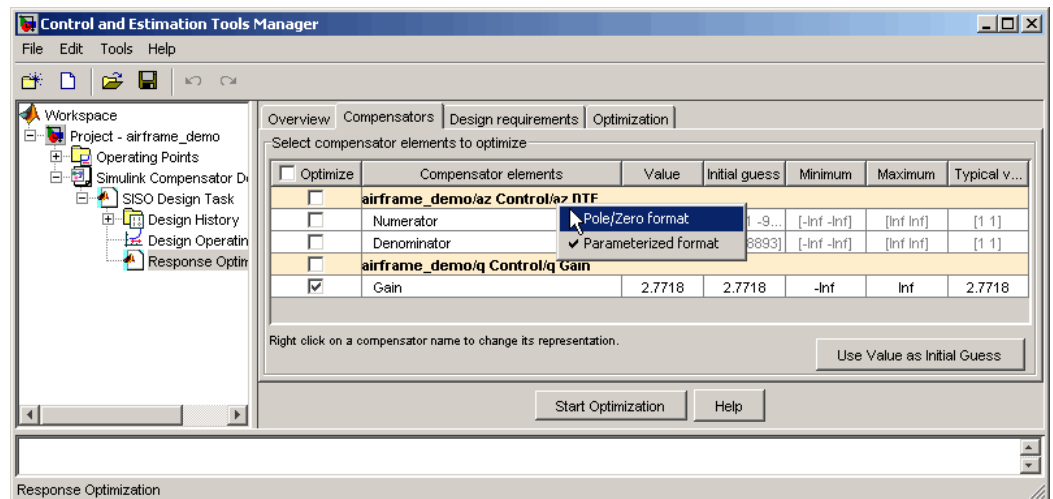 Control and Estimation Tools Manager
File Edit Tools Help
Workspace
Project - airframe_demo
Operating Points
Simulink Compensator De
SISO Design Task
Design History
Design Operatin
Response Optim
Overview Compensators Design requirements Optimization
Select compensator elements to optimize
Optimize Compensator elements Value Initial guess Minimum Maximum Typical v...
airframe_demo/az Control/az DTF
Numerator 1 -9... [-Inf -Inf] [Inf Inf] [1 1]
Denominator 8893] [-Inf -Inf] [Inf Inf] [1 1]
Pole/Zero format
Parameterized format
airframe_demo/q Control/q Gain
Gain 2.7718 2.7718 -Inf Inf 2.7718
Right click on a compensator name to change its representation.
Use Value as Initial Guess
Start Optimization Help
Response Optimization